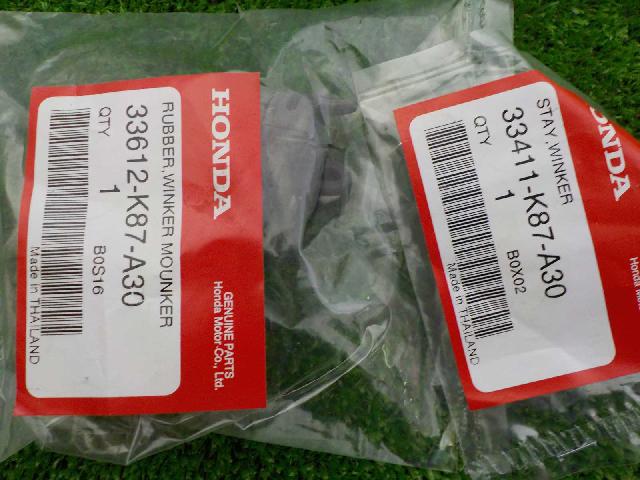 HONDA
GENUINE PARTS
Honda Motor Co., Ltd.
RUBBER, WINKER MOUNKER
33612-K87-A30
QTY 1
B0S16
Made in THAILAND
ONDA
Honda
STAY, WINKER
33411-K87-A30
QTY 1
B0X02
Made in THAILAND